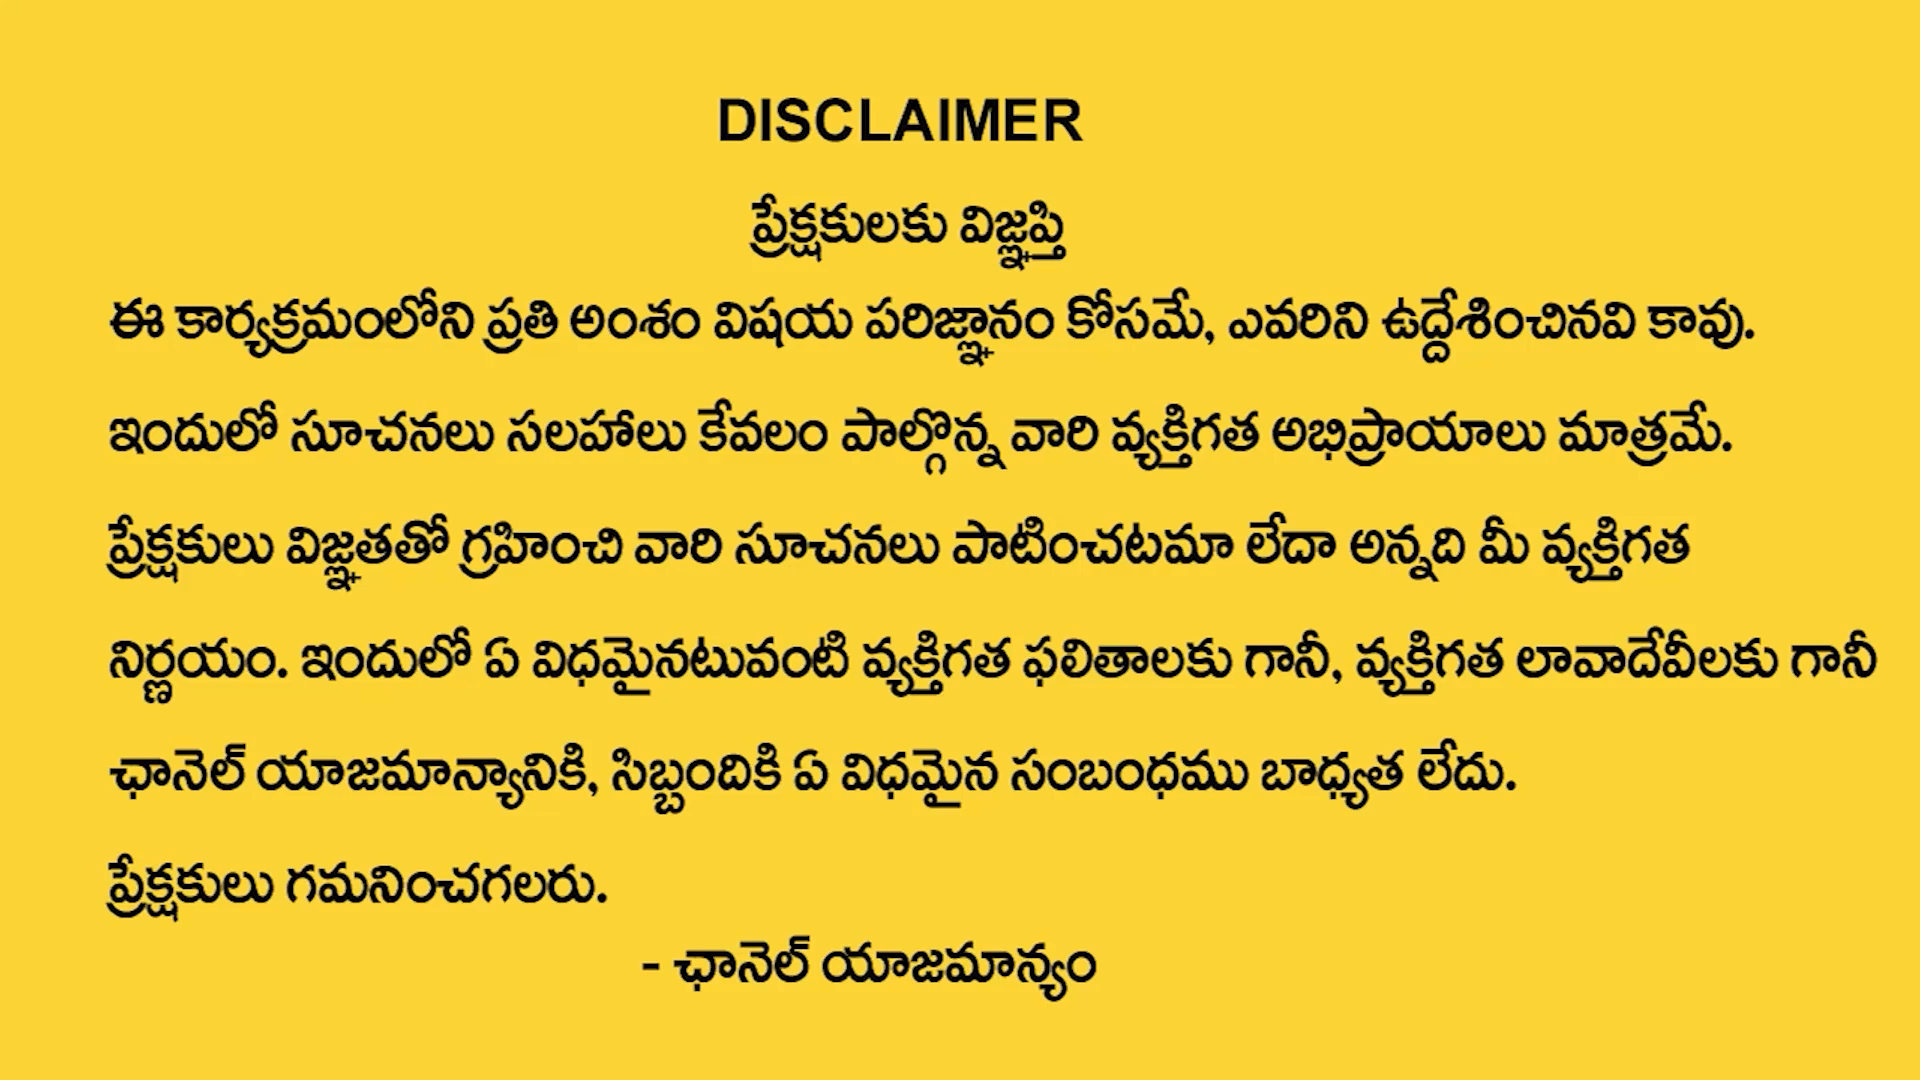 DISCLAIMER
ప్రేక్షకులకు విజ్ఞప్తి
ఈ కార్యక్రమంలోని ప్రతి అంశం విషయ పరిజ్ఞానం కోసమే, ఎవరిని ఉద్దేశించినవి కావు.
ఇందులో సూచనలు సలహాలు కేవలం పాల్గొన్న వారి వ్యక్తిగత అభిప్రాయాలు మాత్రమే.
ప్రేక్షకులు విజ్ఞతతో గ్రహించి వారి సూచనలు పాటించటమా లేదా అన్నది మీ వ్యక్తిగత
నిర్ణయం. ఇందులో ఏ విధమైనటువంటి వ్యక్తిగత ఫలితాలకు గానీ, వ్యక్తిగత లావాదేవీలకు గానీ
ఛానెల్ యాజమాన్యానికి, సిబ్బందికి ఏ విధమైన సంబంధము బాధ్యత లేదు.
ప్రేక్షకులు గమనించగలరు.
- ఛానెల్ యాజమాన్యం